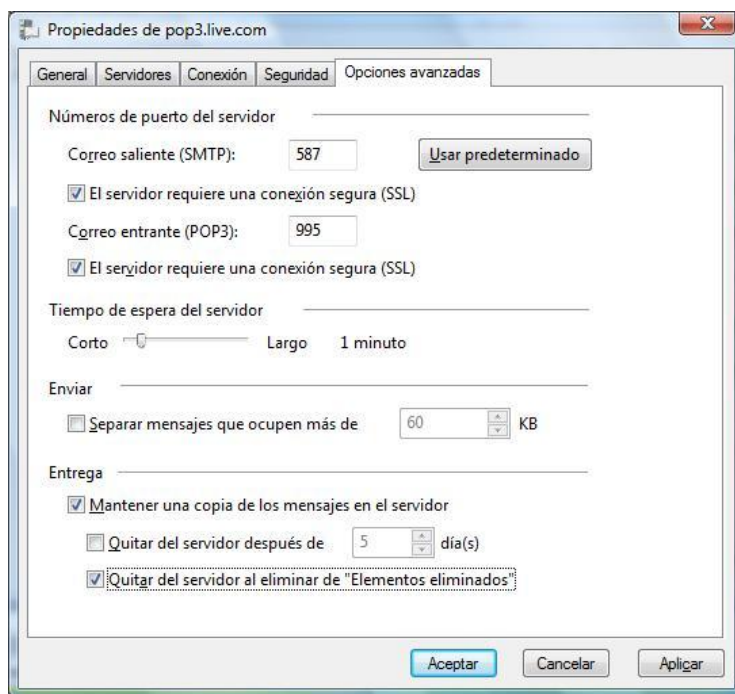 Propiedades de pop3.live.com
General Servidores Conexión Seguridad Opciones avanzadas
Números de puerto del servidor
Correo saliente (SMTP): 587 Usar predeterminado
El servidor requiere una conexión segura (SSL)
Correo entrante (POP3): 995
El servidor requiere una conexión segura (SSL)
Tiempo de espera del servidor
Corto Largo 1 minuto
Enviar
Separar mensajes que ocupen más de 60 KB
Entrega
Mantener una copia de los mensajes en el servidor
Quitar del servidor después de 5 día(s)
Quitar del servidor al eliminar de "Elementos eliminados"
Aceptar Cancelar Aplicar